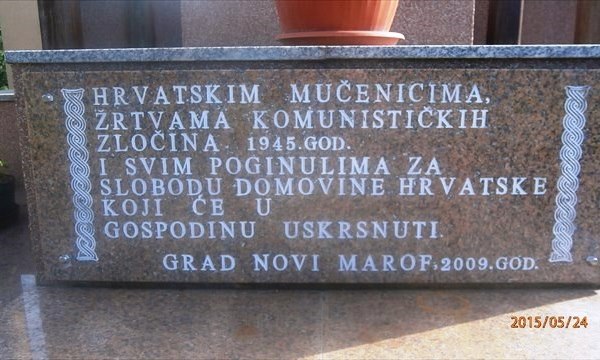 HRVATSKIM MUČENICIMA,
ŽRTVAMA KOMUNISTIČKIH
ZLOČINA 1945.GOD.
I SVIM POGINULIMA ZA
SLOBODU DOMOVINE HRVATSKE
KOJI ĆE U
GOSPODINU USKRSNUTI.
GRAD NOVI MAROF, 2009.GOD.
2015/05/24